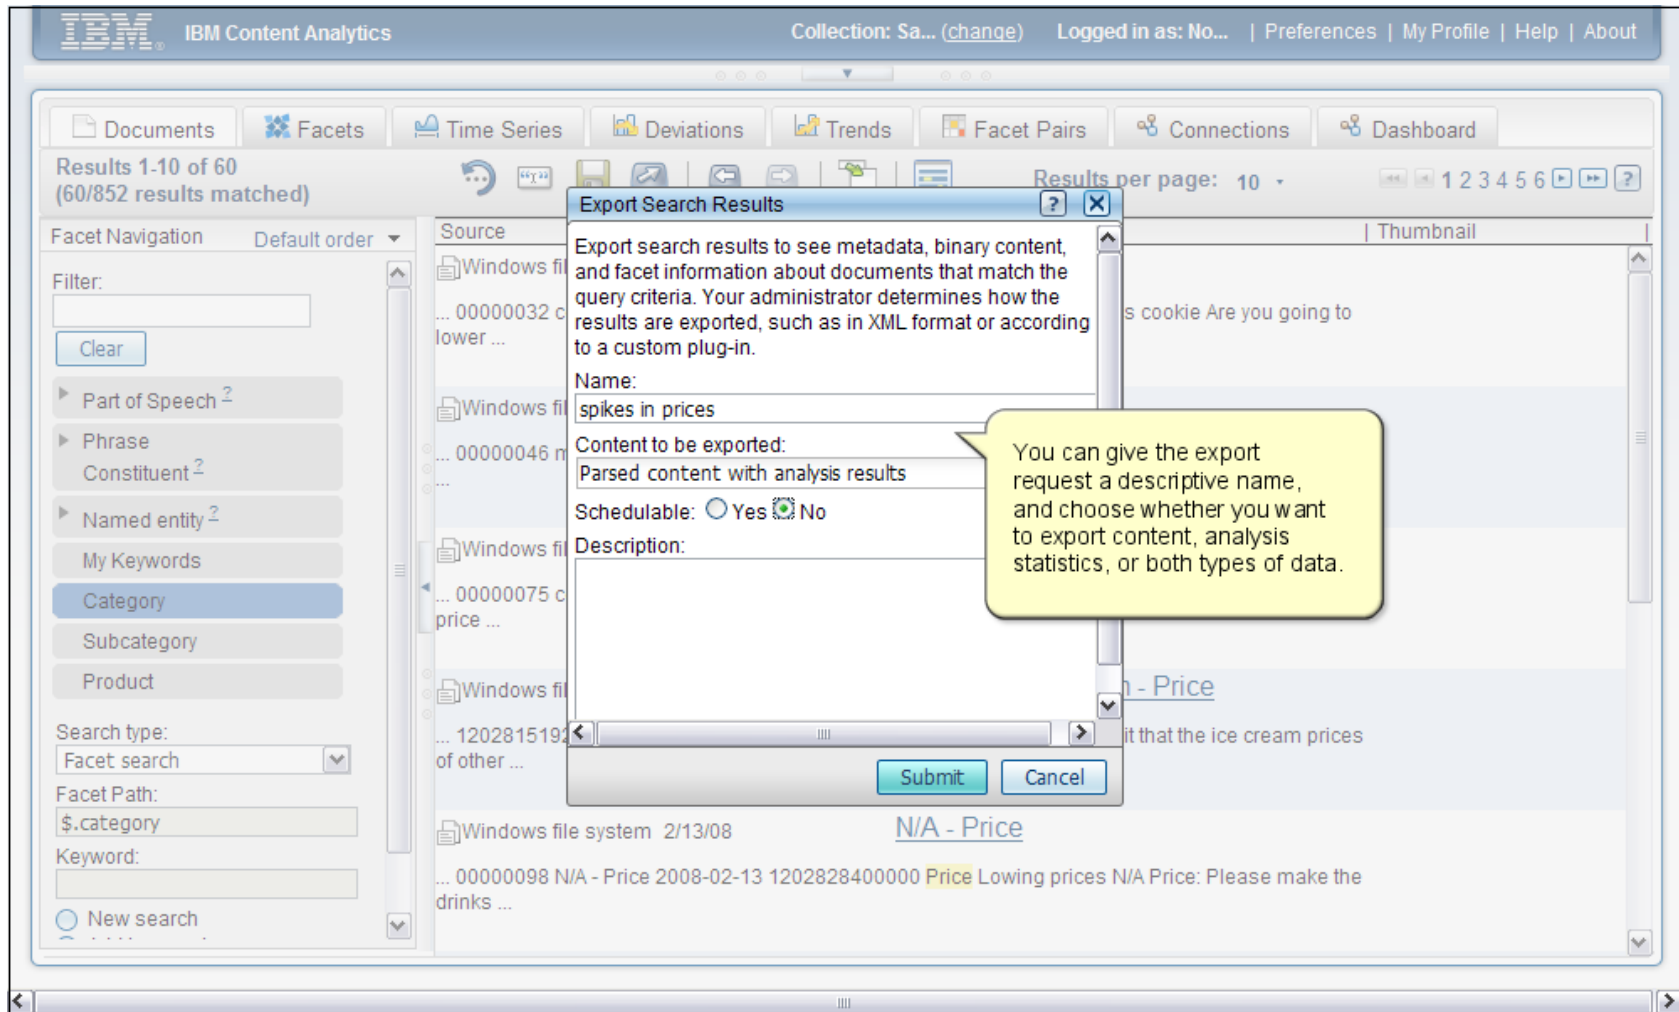 IBM IBM Content Analytics Collection: Sa... (change) Logged in as: No... | Preferences | My Profile | Help | About
Documents Facets Time Series Deviations Trends Facet Pairs Connections Dashboard
Results 1-10 of 60
(60/852 results matched)
Results per page: 10
1 2 3 4 5 6 ?
Facet Navigation Default order
Filter:
Clear
Part of Speech ?
Phrase
Constituent ?
Named entity ?
My Keywords
Category
Subcategory
Product
Search type:
Facet search
Facet Path:
$.category
Keyword:
New search
Source | Thumbnail |
Windows fil
... 00000032 c
s cookie Are you going to
lower ...
Windows fil
... 00000046
...
Windows fil
... 00000075 c
price ...
Windows fil
- Price
... 120281519
it that the ice cream prices
of other ...
Windows file system 2/13/08 N/A - Price
... 00000098 N/A - Price 2008-02-13 1202828400000 Price Lowing prices N/A Price: Please make the
drinks ...
Export Search Results ? X
Export search results to see metadata, binary content,
and facet information about documents that match the
query criteria. Your administrator determines how the
results are exported, such as in XML format or according
to a custom plug-in.
Name:
spikes in prices
Content to be exported:
Parsed content with analysis results
Schedulable: Yes No
Description:
Submit Cancel
You can give the export
request a descriptive name,
and choose whether you want
to export content, analysis
statistics, or both types of data.